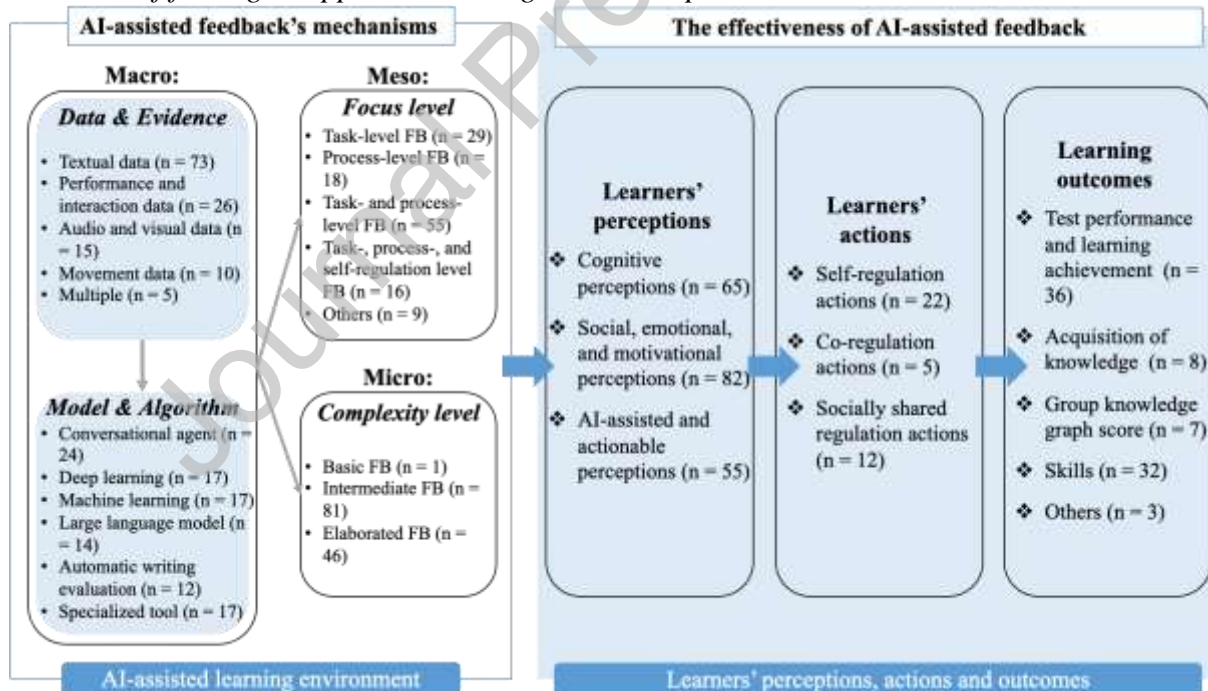 AI-assisted feedback's mechanisms
Macro:
Data & Evidence
• Textual data (n = 73)
• Performance and
interaction data (n = 26)
• Audio and visual data (n
= 15)
• Movement data (n = 10)
• Multiple (n = 5)
Model & Algorithm
• Conversational agent (n =
24)
• Deep learning (n = 17)
• Machine learning (n = 17)
• Large language model (n
= 14)
• Automatic writing
evaluation (n = 12)
• Specialized tool (n = 17)
Meso:
Focus level
• Task-level FB (n = 29)
• Process-level FB (n =
18)
• Task- and process-
level FB (n = 55)
• Task-, process-, and
self-regulation level
FB (n = 16)
• Others (n = 9)
Micro:
Complexity level
• Basic FB (n = 1)
• Intermediate FB (n =
81)
• Elaborated FB (n =
46)
AI-assisted learning environment
The effectiveness of AI-assisted feedback
Learners'
perceptions
❖ Cognitive
perceptions (n = 65)
❖ Social, emotional,
and motivational
perceptions (n = 82)
❖ AI-assisted and
actionable
perceptions (n = 55)
Learners'
actions
❖ Self-regulation
actions (n = 22)
❖ Co-regulation
actions (n = 5)
❖ Socially shared
regulation actions
(n = 12)
Learning
outcomes
❖ Test performance
and learning
achievement (n =
36)
❖ Acquisition of
knowledge (n = 8)
❖ Group knowledge
graph score (n = 7)
❖ Skills (n = 32)
❖ Others (n = 3)
Learners' perceptions, actions and outcomes
Journal Pre